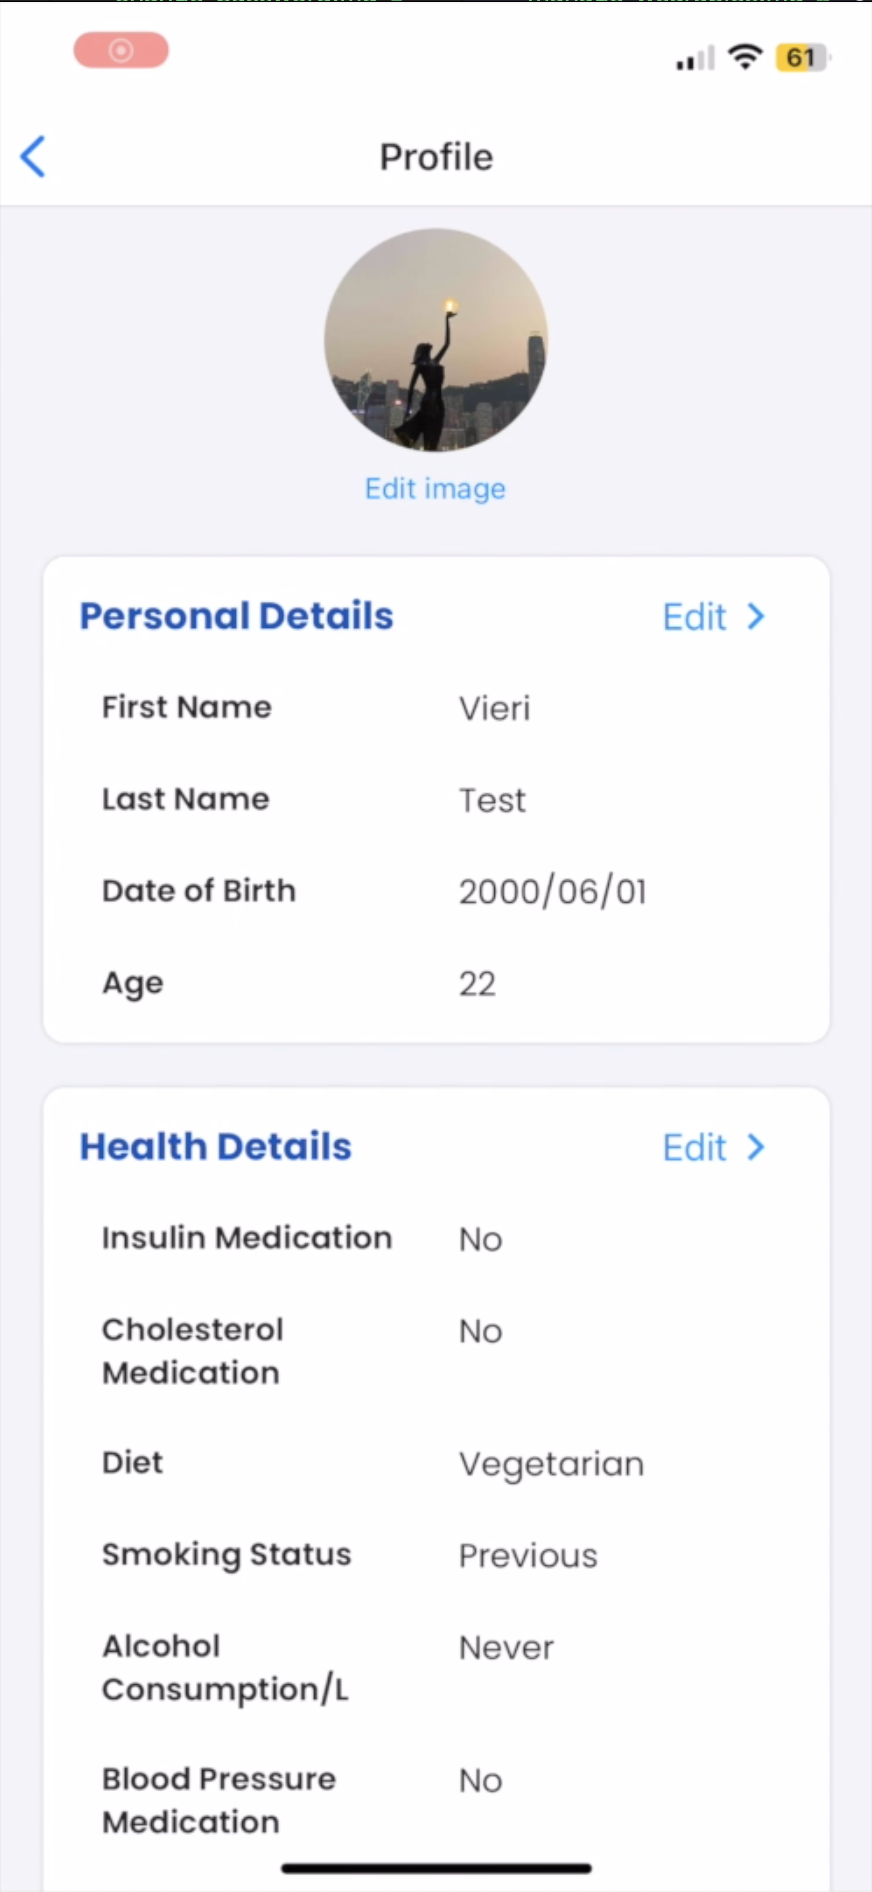 61
Profile
Edit image
Personal Details Edit >
First Name Vieri
Last Name Test
Date of Birth 2000/06/01
Age 22
Health Details Edit >
Insulin Medication No
Cholesterol No
Medication
Diet Vegetarian
Smoking Status Previous
Alcohol Never
Consumption/L
Blood Pressure No
Medication